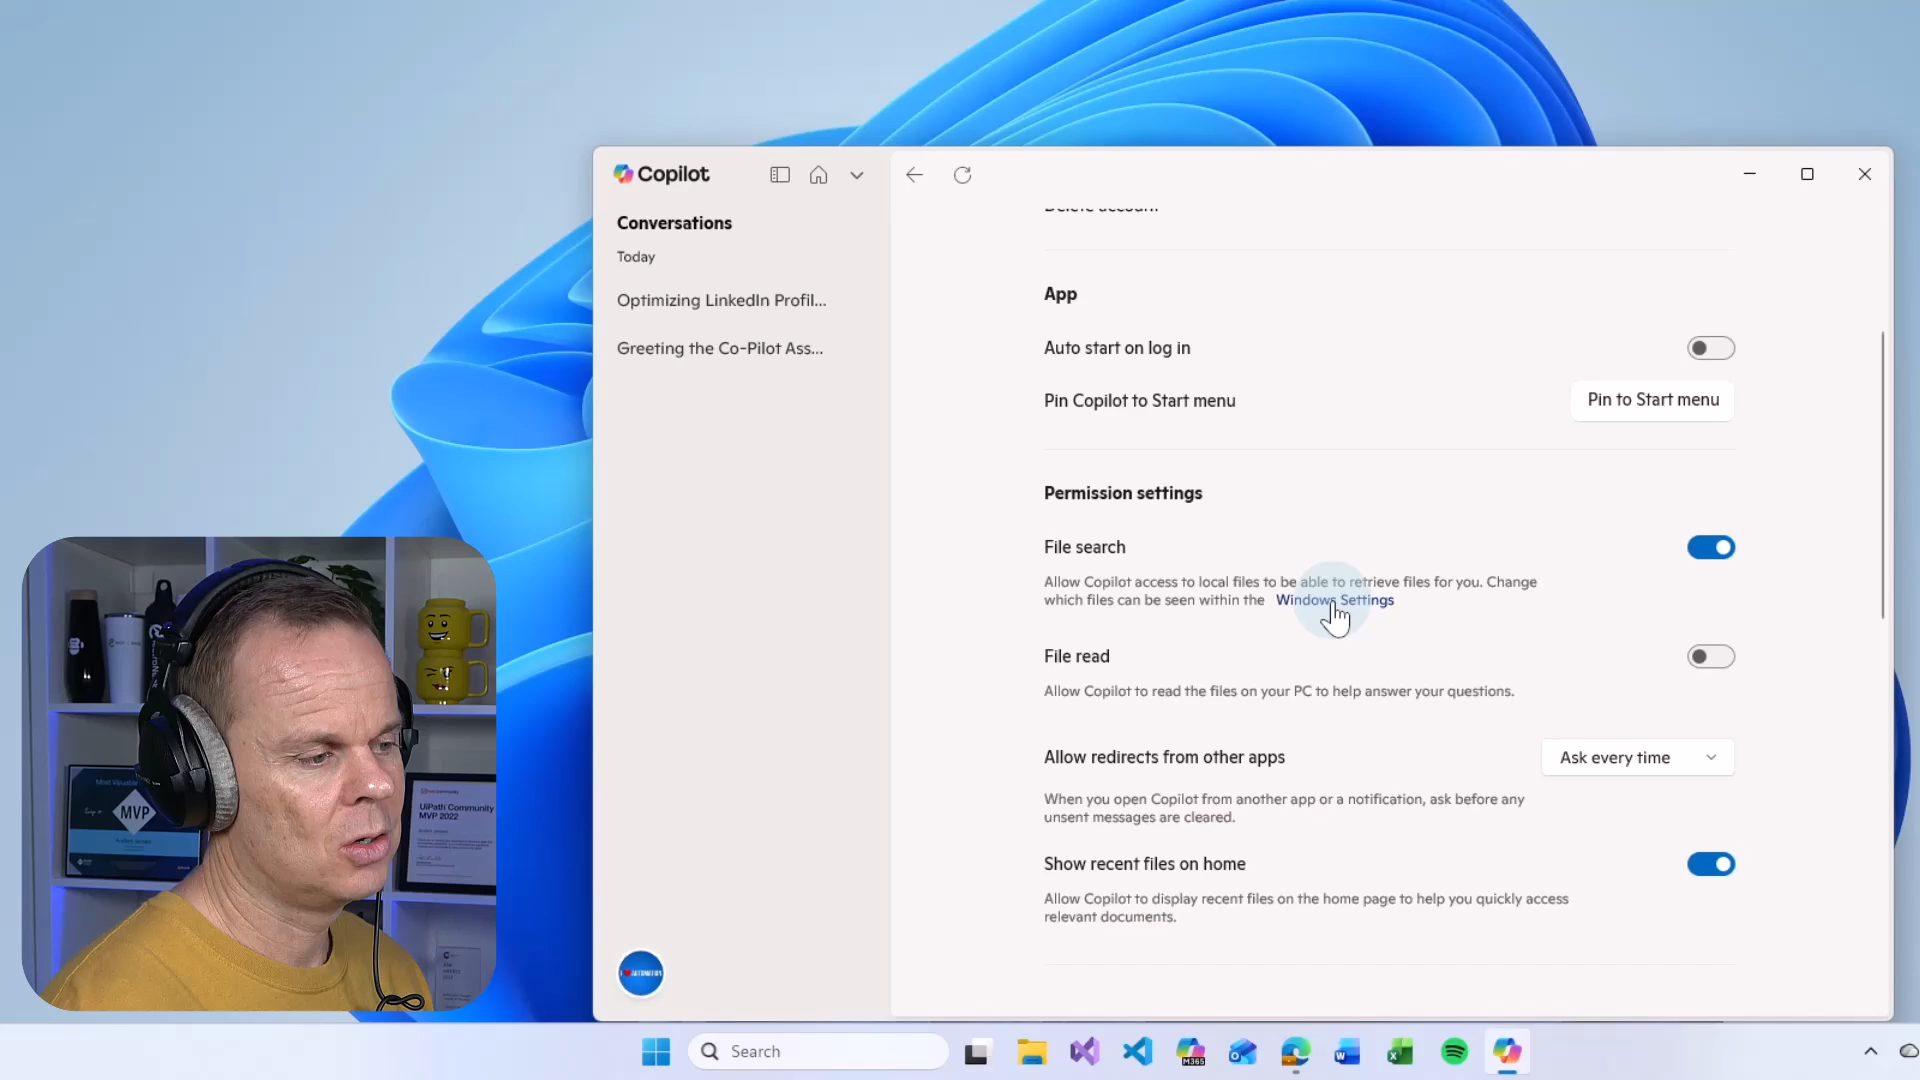 Copilot
Conversations
Today
Optimizing LinkedIn Profil...
Greeting the Co-Pilot Ass...
App
Auto start on log in
Pin Copilot to Start menu
Pin to Start menu
Permission settings
File search
Allow Copilot access to local files to be able to retrieve files for you. Change
which files can be seen within the Windows Settings
File read
Allow Copilot to read the files on your PC to help answer your questions.
Allow redirects from other apps
Ask every time
When you open Copilot from another app or a notification, ask before any
unsent messages are cleared.
Show recent files on home
Allow Copilot to display recent files on the home page to help you quickly access
relevant documents.
MVP
UiPath Community
MVP 2022
AUTOMATION
Search
M365